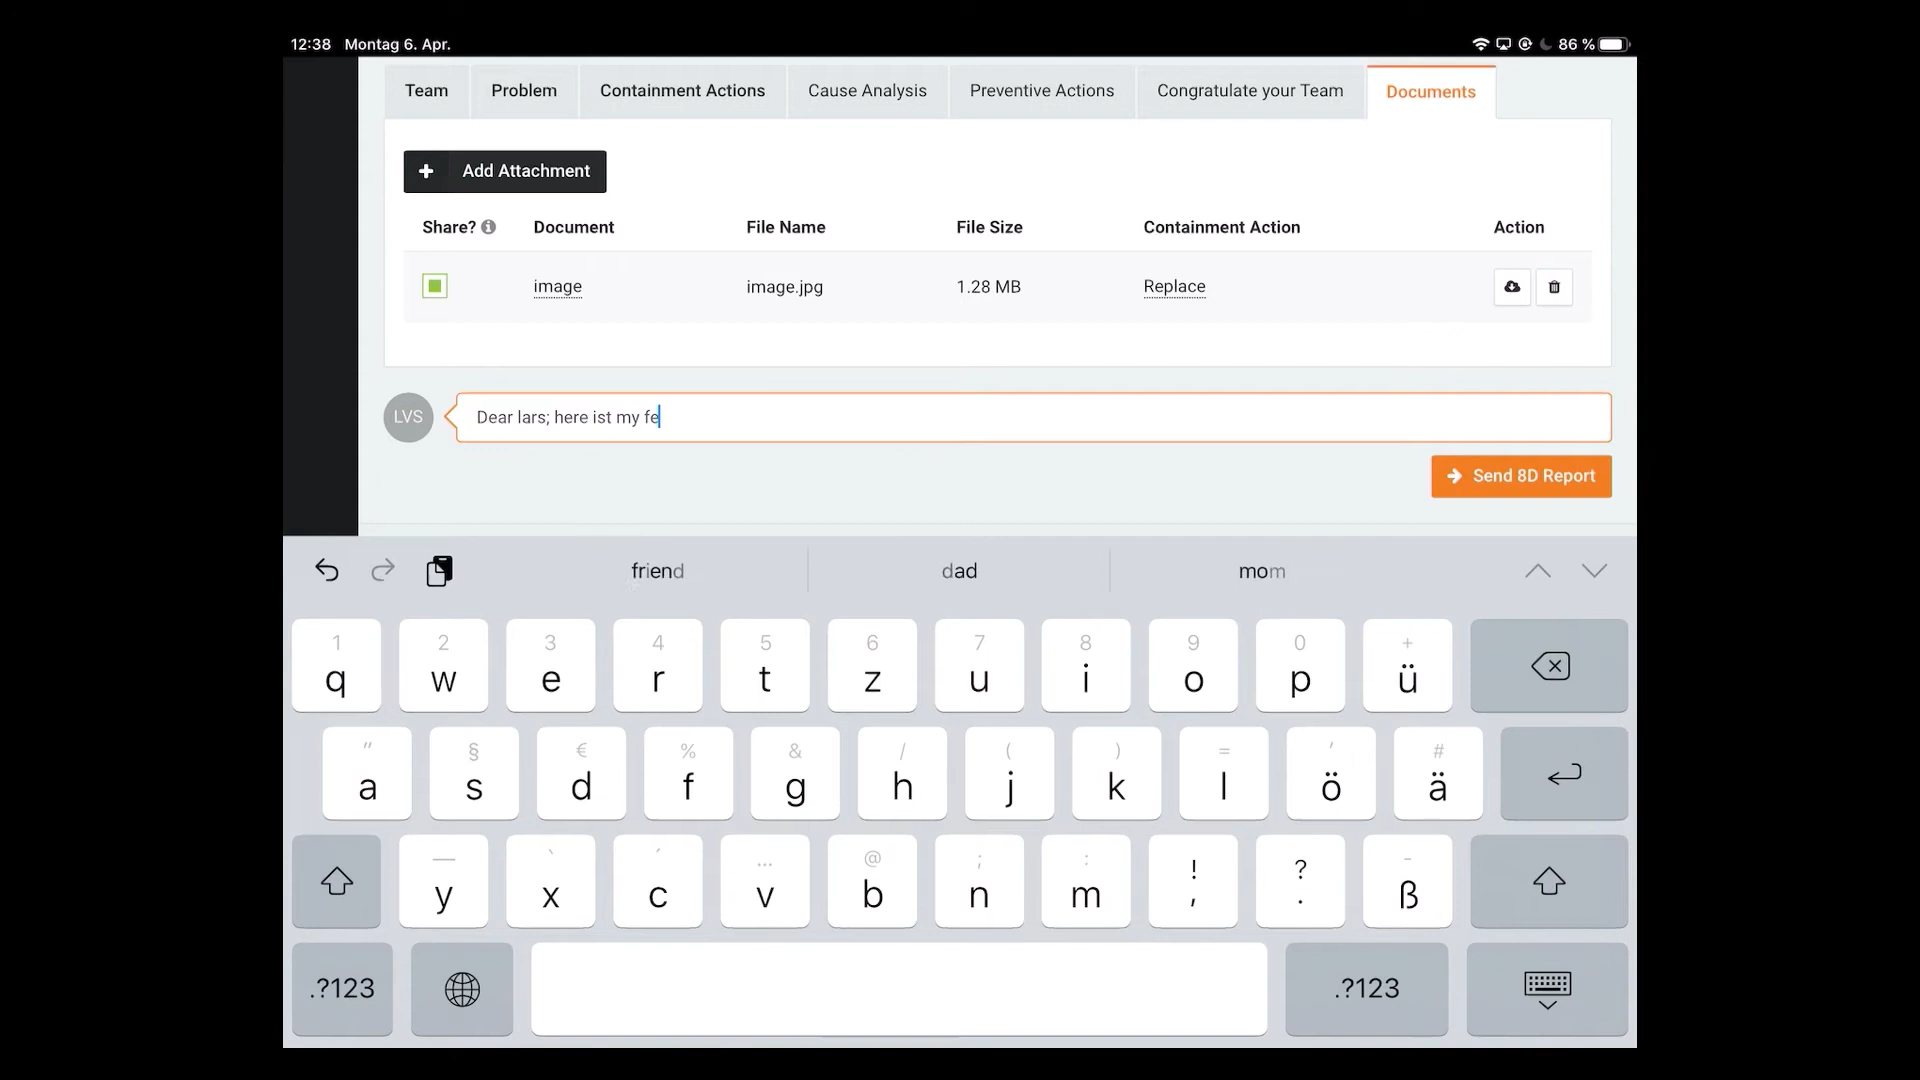 12:38 Montag 6. Apr. 86 %
Team Problem Containment Actions Cause Analysis Preventive Actions Congratulate your Team Documents
+ Add Attachment
Share? Document File Name File Size Containment Action Action
image image.jpg 1.28 MB Replace
LVS Dear lars; here ist my fe
Send 8D Report
friend dad mom
1 2 3 4 5 6 7 8 9 0 +
q w e r t z u i o p ü
" § € % & / ( ) = ' #
a s d f g h j k l ö ä
— ` ´ ... @ ; : ! ? -
y x c v b n m , . ß
.?123 .?123